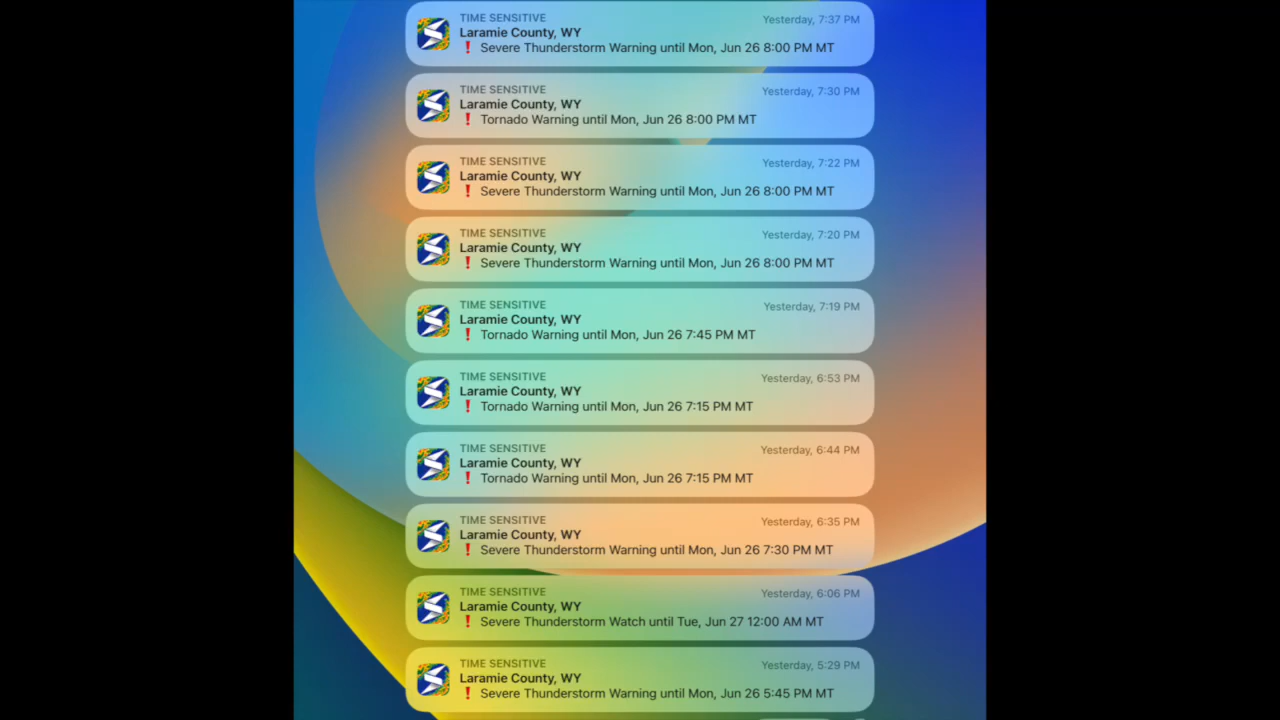 TIME SENSITIVE
Yesterday, 7:37 PM
Laramie County, WY
❗ Severe Thunderstorm Warning until Mon, Jun 26 8:00 PM MT
TIME SENSITIVE
Yesterday, 7:30 PM
Laramie County, WY
❗ Tornado Warning until Mon, Jun 26 8:00 PM MT
TIME SENSITIVE
Yesterday, 7:22 PM
Laramie County, WY
❗ Severe Thunderstorm Warning until Mon, Jun 26 8:00 PM MT
TIME SENSITIVE
Yesterday, 7:20 PM
Laramie County, WY
❗ Severe Thunderstorm Warning until Mon, Jun 26 8:00 PM MT
TIME SENSITIVE
Yesterday, 7:19 PM
Laramie County, WY
❗ Tornado Warning until Mon, Jun 26 7:45 PM MT
TIME SENSITIVE
Yesterday, 6:53 PM
Laramie County, WY
❗ Tornado Warning until Mon, Jun 26 7:15 PM MT
TIME SENSITIVE
Yesterday, 6:44 PM
Laramie County, WY
❗ Tornado Warning until Mon, Jun 26 7:15 PM MT
TIME SENSITIVE
Yesterday, 6:35 PM
Laramie County, WY
❗ Severe Thunderstorm Warning until Mon, Jun 26 7:30 PM MT
TIME SENSITIVE
Yesterday, 6:06 PM
Laramie County, WY
❗ Severe Thunderstorm Watch until Tue, Jun 27 12:00 AM MT
TIME SENSITIVE
Yesterday, 5:29 PM
Laramie County, WY
❗ Severe Thunderstorm Warning until Mon, Jun 26 5:45 PM MT